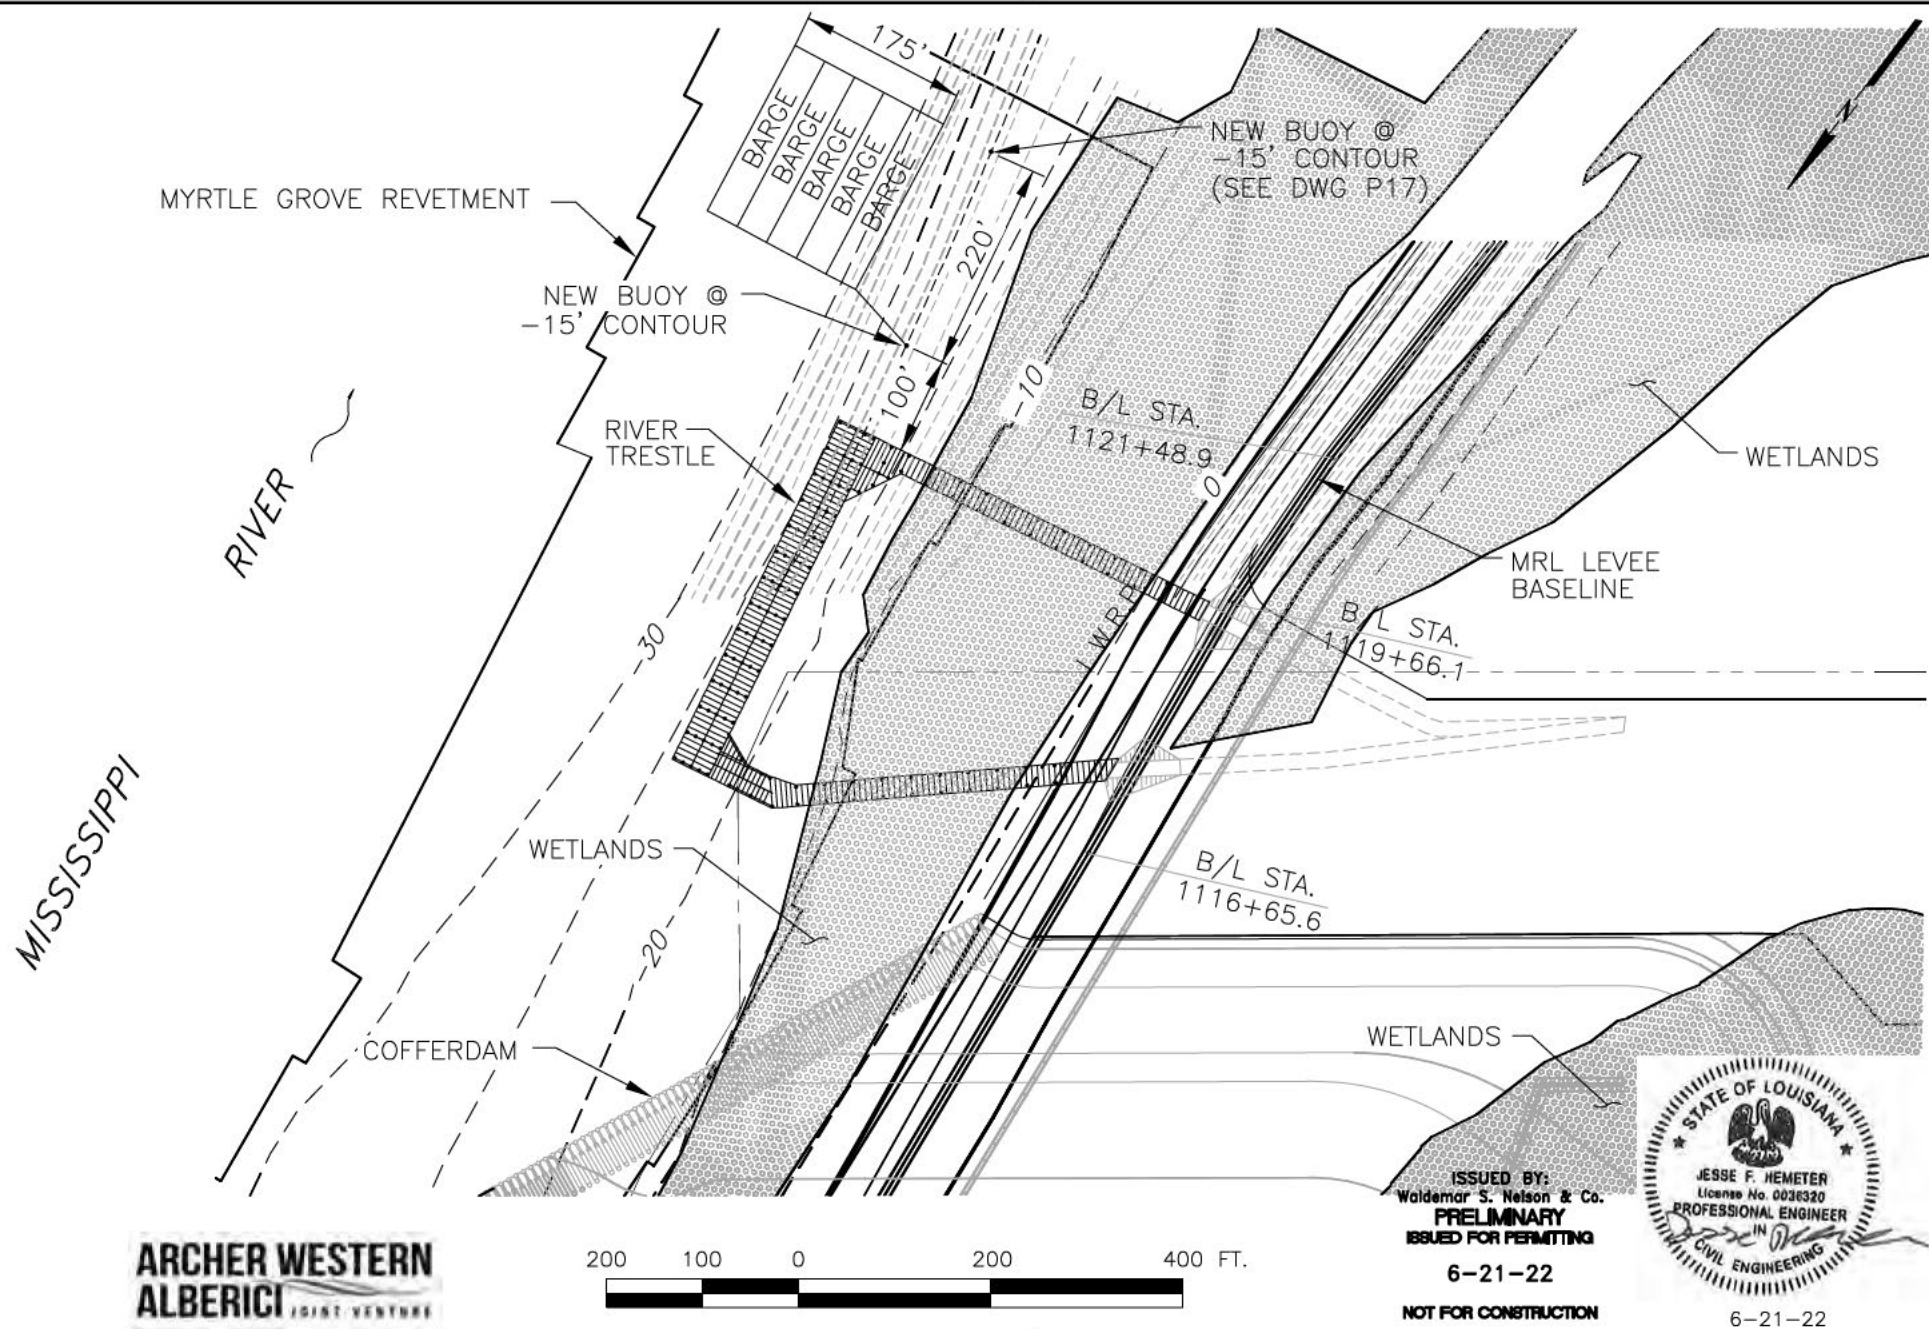 175'
BARGE
BARGE
BARGE
BARGE
BARGE
NEW BUOY @
-15' CONTOUR
(SEE DWG P17)
N
MYRTLE GROVE REVETMENT
220'
NEW BUOY @
-15' CONTOUR
100'
10
B/L STA.
1121+48.9
RIVER
TRESTLE
0
WETLANDS
RIVER
MRL LEVEE
BASELINE
L.W.R.P.
B/L STA.
1119+66.1
30
MISSISSIPPI
WETLANDS
B/L STA.
1116+65.6
20
COFFERDAM
WETLANDS
STATE OF LOUISIANA
JESSE F. HEMETER
License No. 0036320
PROFESSIONAL ENGINEER
IN
CIVIL ENGINEERING
6-21-22
ISSUED BY:
Waldemar S. Nelson & Co.
PRELIMINARY
ISSUED FOR PERMITTING
6-21-22
NOT FOR CONSTRUCTION
ARCHER WESTERN
ALBERICI JOINT VENTURE
200 100 0 200 400 FT.